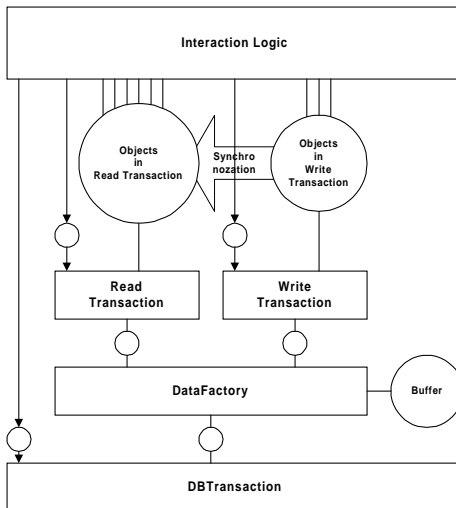 Interaction Logic
Objects
in
Read Transaction
Synchro
nozation
Objects
in
Write
Transaction
Read
Transaction
Write
Transaction
DataFactory
Buffer
DBTransaction